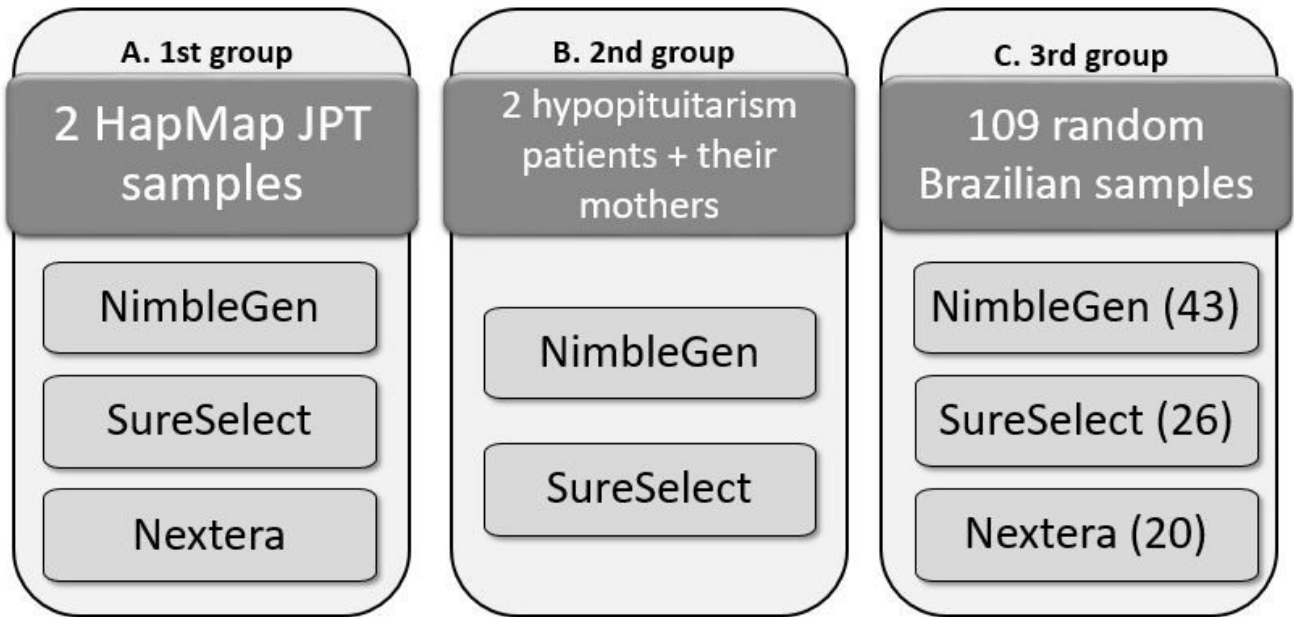 A. 1st group
2 HapMap JPT
samples
NimbleGen
SureSelect
Nextera
B. 2nd group
2 hypopituitarism
patients + their
mothers
NimbleGen
SureSelect
C. 3rd group
109 random
Brazilian samples
NimbleGen (43)
SureSelect (26)
Nextera (20)